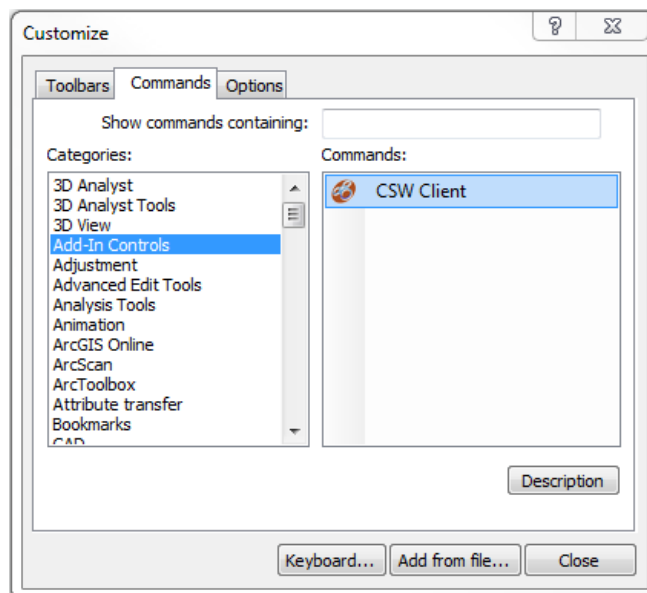 Customize
Toolbars Commands Options
Show commands containing:
Categories:
Commands:
3D Analyst
3D Analyst Tools
3D View
Add-In Controls
Adjustment
Advanced Edit Tools
Analysis Tools
Animation
ArcGIS Online
ArcScan
ArcToolbox
Attribute transfer
Bookmarks
CAD
CSW Client
Description
Keyboard... Add from file... Close